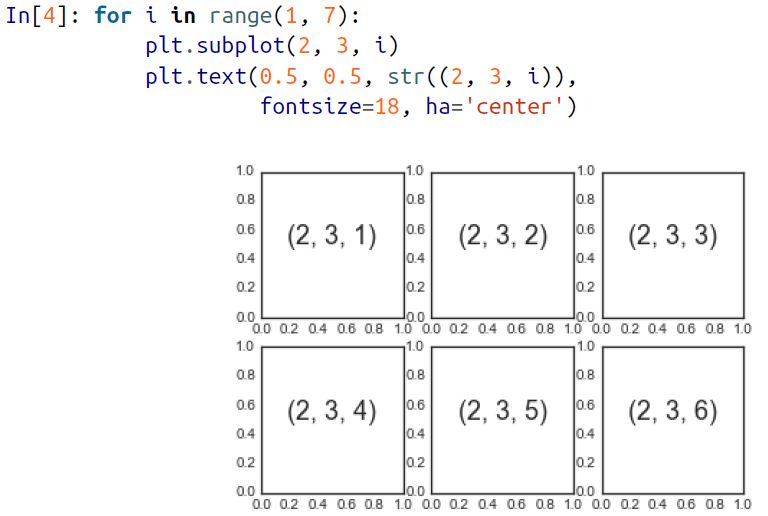 In[4]: for i in range(1, 7):
plt.subplot(2, 3, i)
plt.text(0.5, 0.5, str((2, 3, i)),
fontsize=18, ha='center')
1.0 1.0 1.0
0.8 0.8 0.8
0.6 (2, 3, 1) 0.6 (2, 3, 2) 0.6 (2, 3, 3)
0.4 0.4 0.4
0.2 0.2 0.2
0.0 0.0 0.0
0.0 0.2 0.4 0.6 0.8 1.0 0.0 0.2 0.4 0.6 0.8 1.0 0.0 0.2 0.4 0.6 0.8 1.0
1.0 1.0 1.0
0.8 0.8 0.8
0.6 (2, 3, 4) 0.6 (2, 3, 5) 0.6 (2, 3, 6)
0.4 0.4 0.4
0.2 0.2 0.2
0.0 0.0 0.0
0.0 0.2 0.4 0.6 0.8 1.0 0.0 0.2 0.4 0.6 0.8 1.0 0.0 0.2 0.4 0.6 0.8 1.0